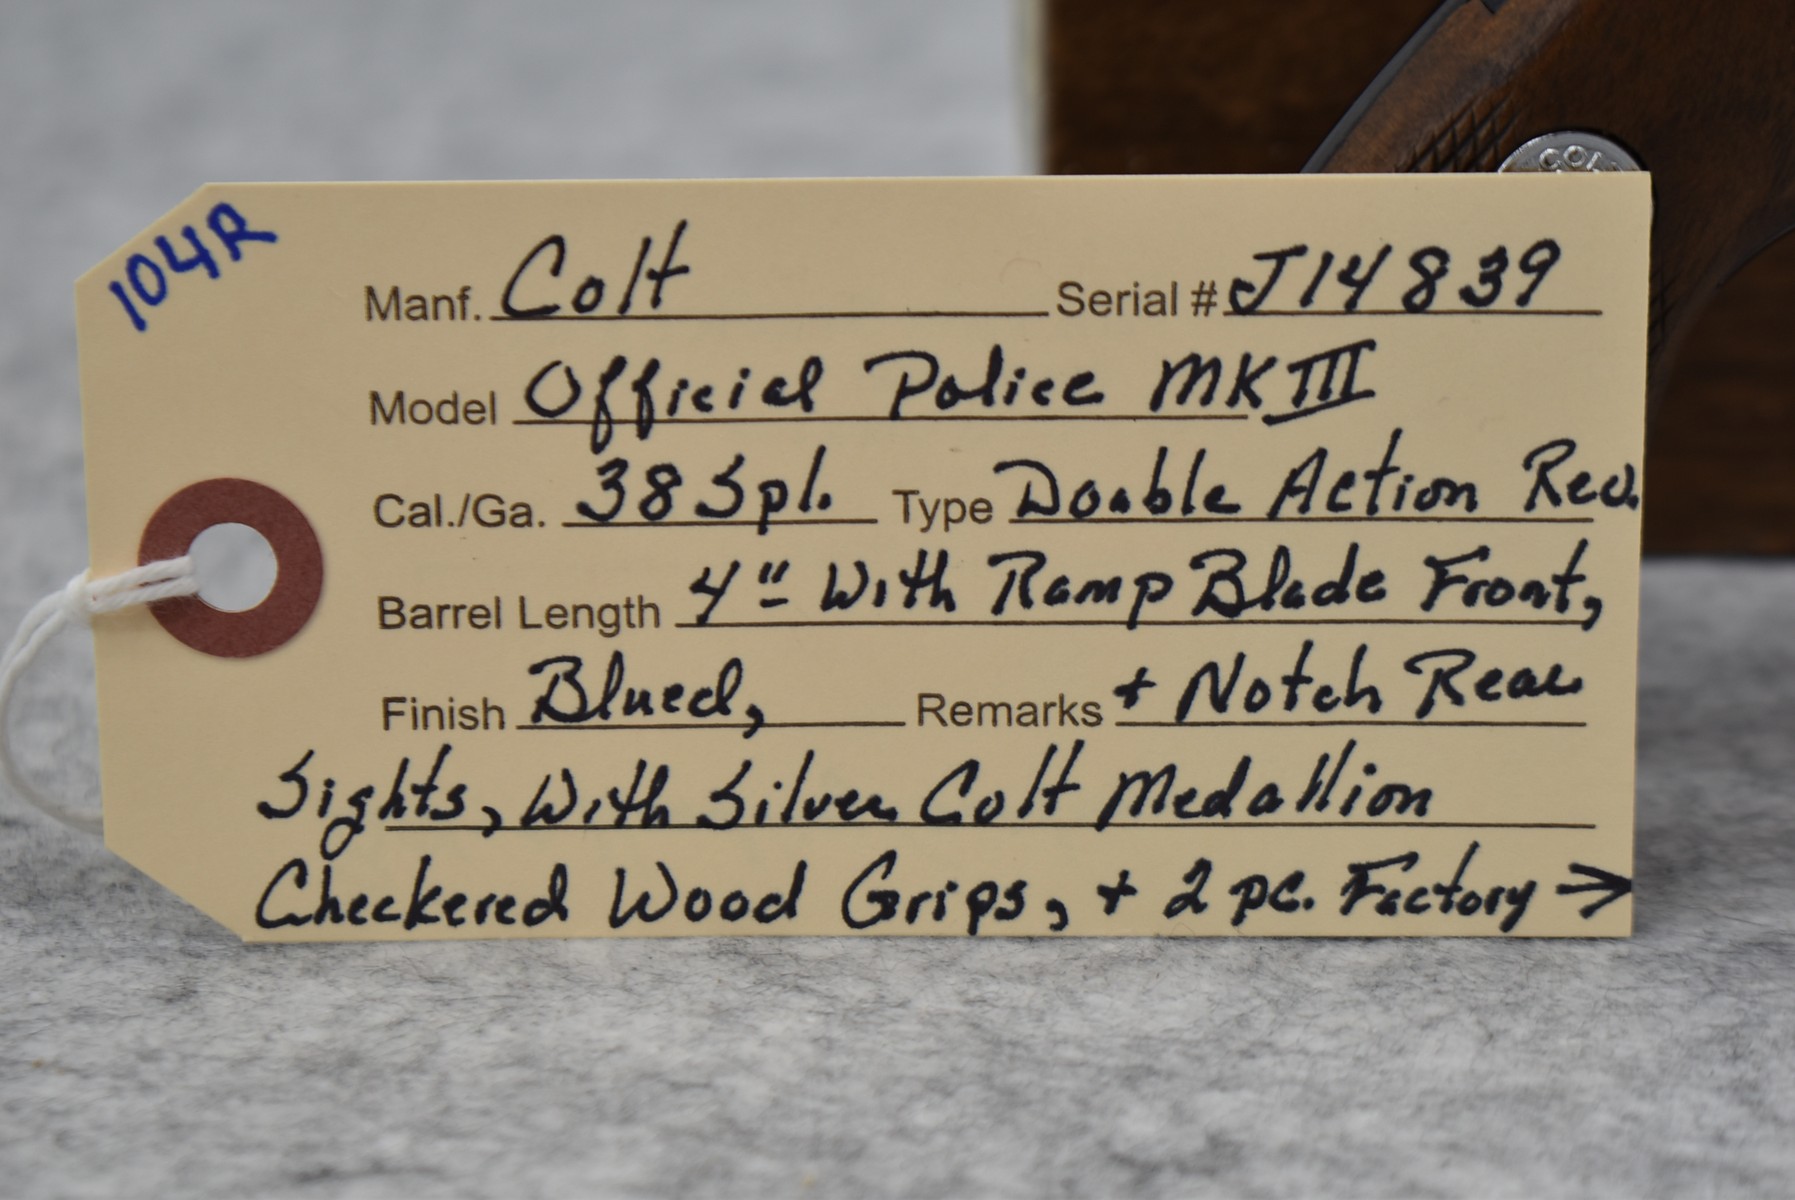 104R
Manf. Colt Serial # J14839
Model Official Police MK III
Cal./Ga. 38 Spl. Type Double Action Rev.
Barrel Length 4" With Ramp Blade Front,
Finish Blued, Remarks + Notch Rear
Sights, With Silver Colt Medallion
Checkered Wood Grips, + 2 pc. Factory →
COLT